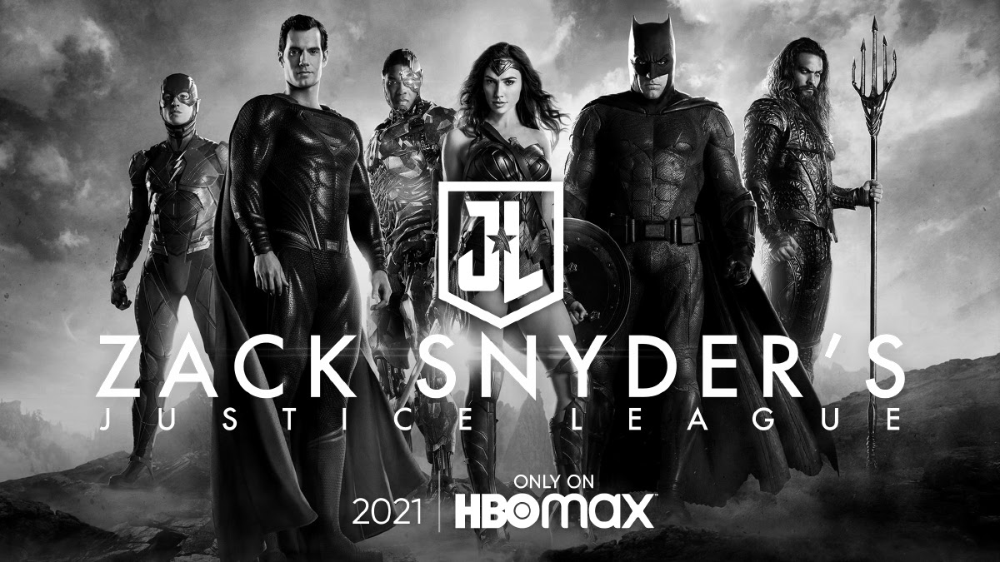 JL
ZACK SNYDER'S
JUSTICE LEAGUE
2021
ONLY ON
HBOMAX